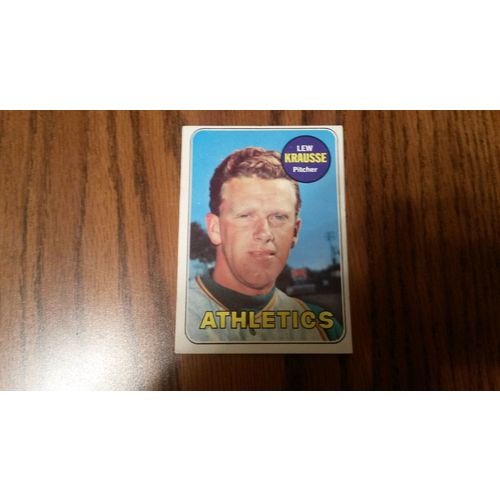 LEW
KRAUSSE
Pitcher
ATHLETICS